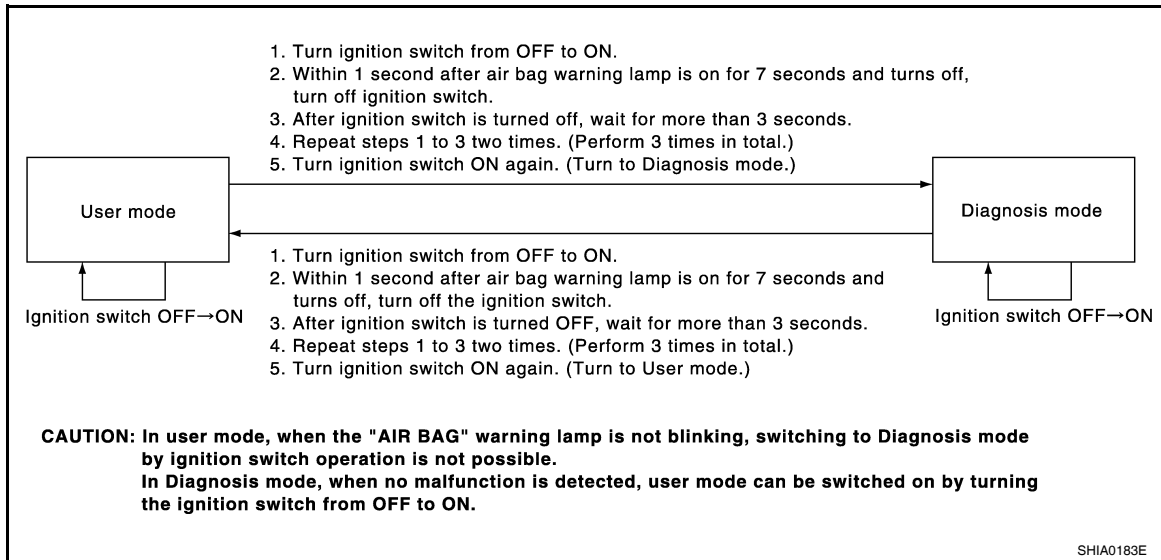 1. Turn ignition switch from OFF to ON.
2. Within 1 second after air bag warning lamp is on for 7 seconds and turns off,
turn off ignition switch.
3. After ignition switch is turned off, wait for more than 3 seconds.
4. Repeat steps 1 to 3 two times. (Perform 3 times in total.)
5. Turn ignition switch ON again. (Turn to Diagnosis mode.)
User mode
Diagnosis mode
Ignition switch OFF→ON
1. Turn ignition switch from OFF to ON.
2. Within 1 second after air bag warning lamp is on for 7 seconds and
turns off, turn off the ignition switch.
3. After ignition switch is turned OFF, wait for more than 3 seconds.
4. Repeat steps 1 to 3 two times. (Perform 3 times in total.)
5. Turn ignition switch ON again. (Turn to User mode.)
Ignition switch OFF→ON
CAUTION: In user mode, when the "AIR BAG" warning lamp is not blinking, switching to Diagnosis mode
by ignition switch operation is not possible.
In Diagnosis mode, when no malfunction is detected, user mode can be switched on by turning
the ignition switch from OFF to ON.
SHIA0183E